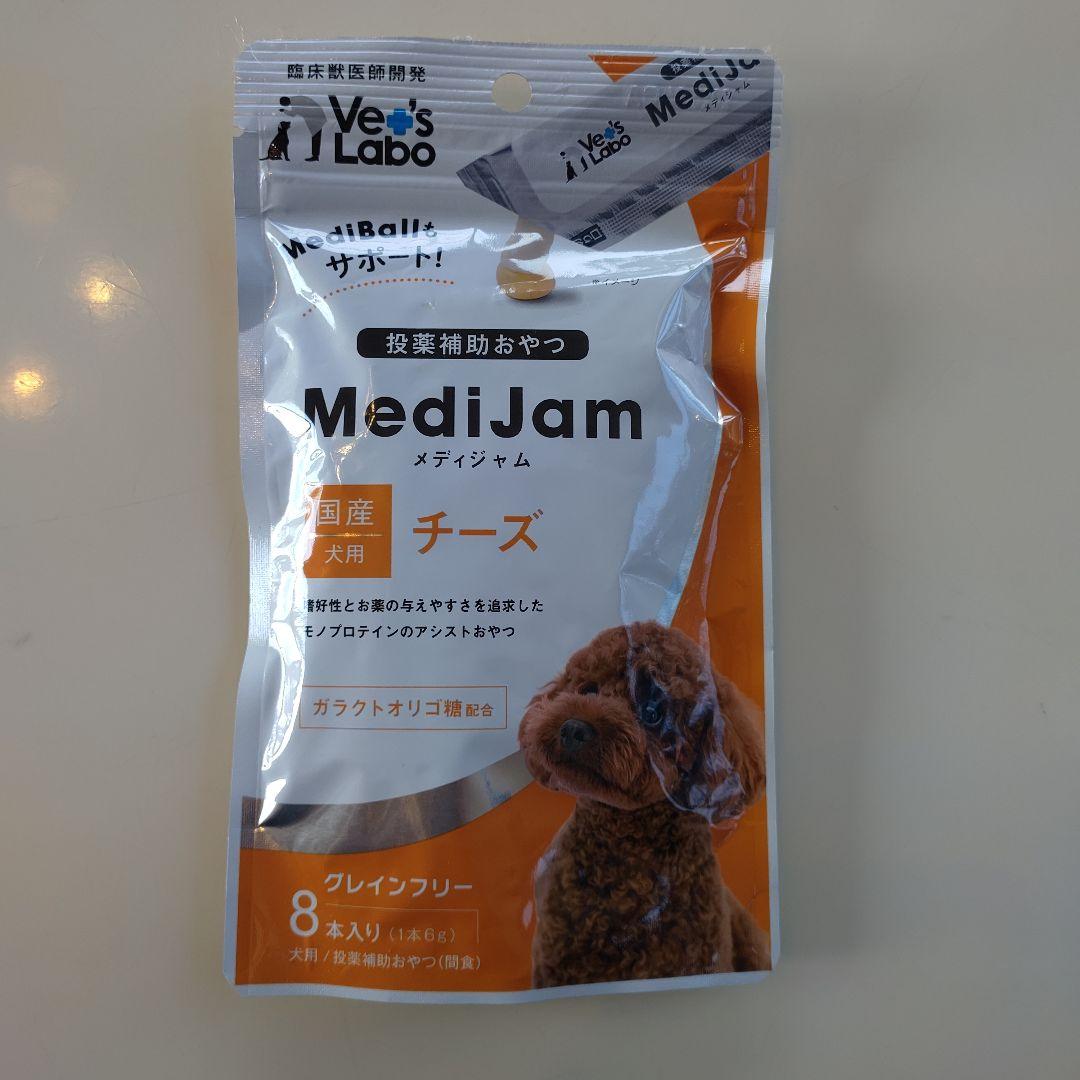 臨床獣医師開発
Vet's
Labo
投薬
MediJa
メディジャム
Vet's
Labo
MediBallも
サポート!
※イメージ
投薬補助おやつ
MediJam
メディジャム
国産
犬用
チーズ
嗜好性とお薬の与えやすさを追求した
モノプロテインのアシストおやつ
ガラクトオリゴ糖配合
グレインフリー
8本入り(1本6g)
犬用/投薬補助おやつ(間食)